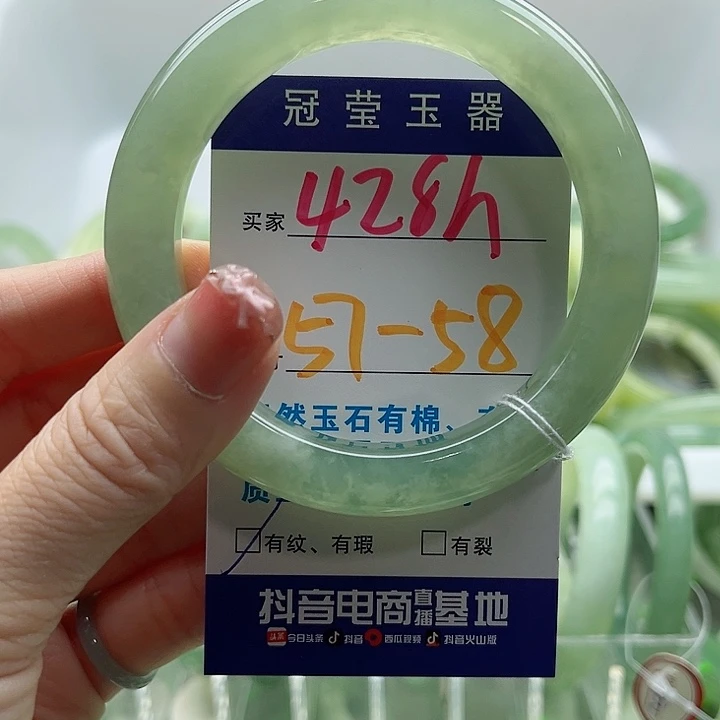 冠莹玉器
买家 428h
57-58
然玉石有棉、
质
有纹、有瑕 有裂
抖音电商直播基地
今日头条 抖音 西瓜视频 抖音火山版